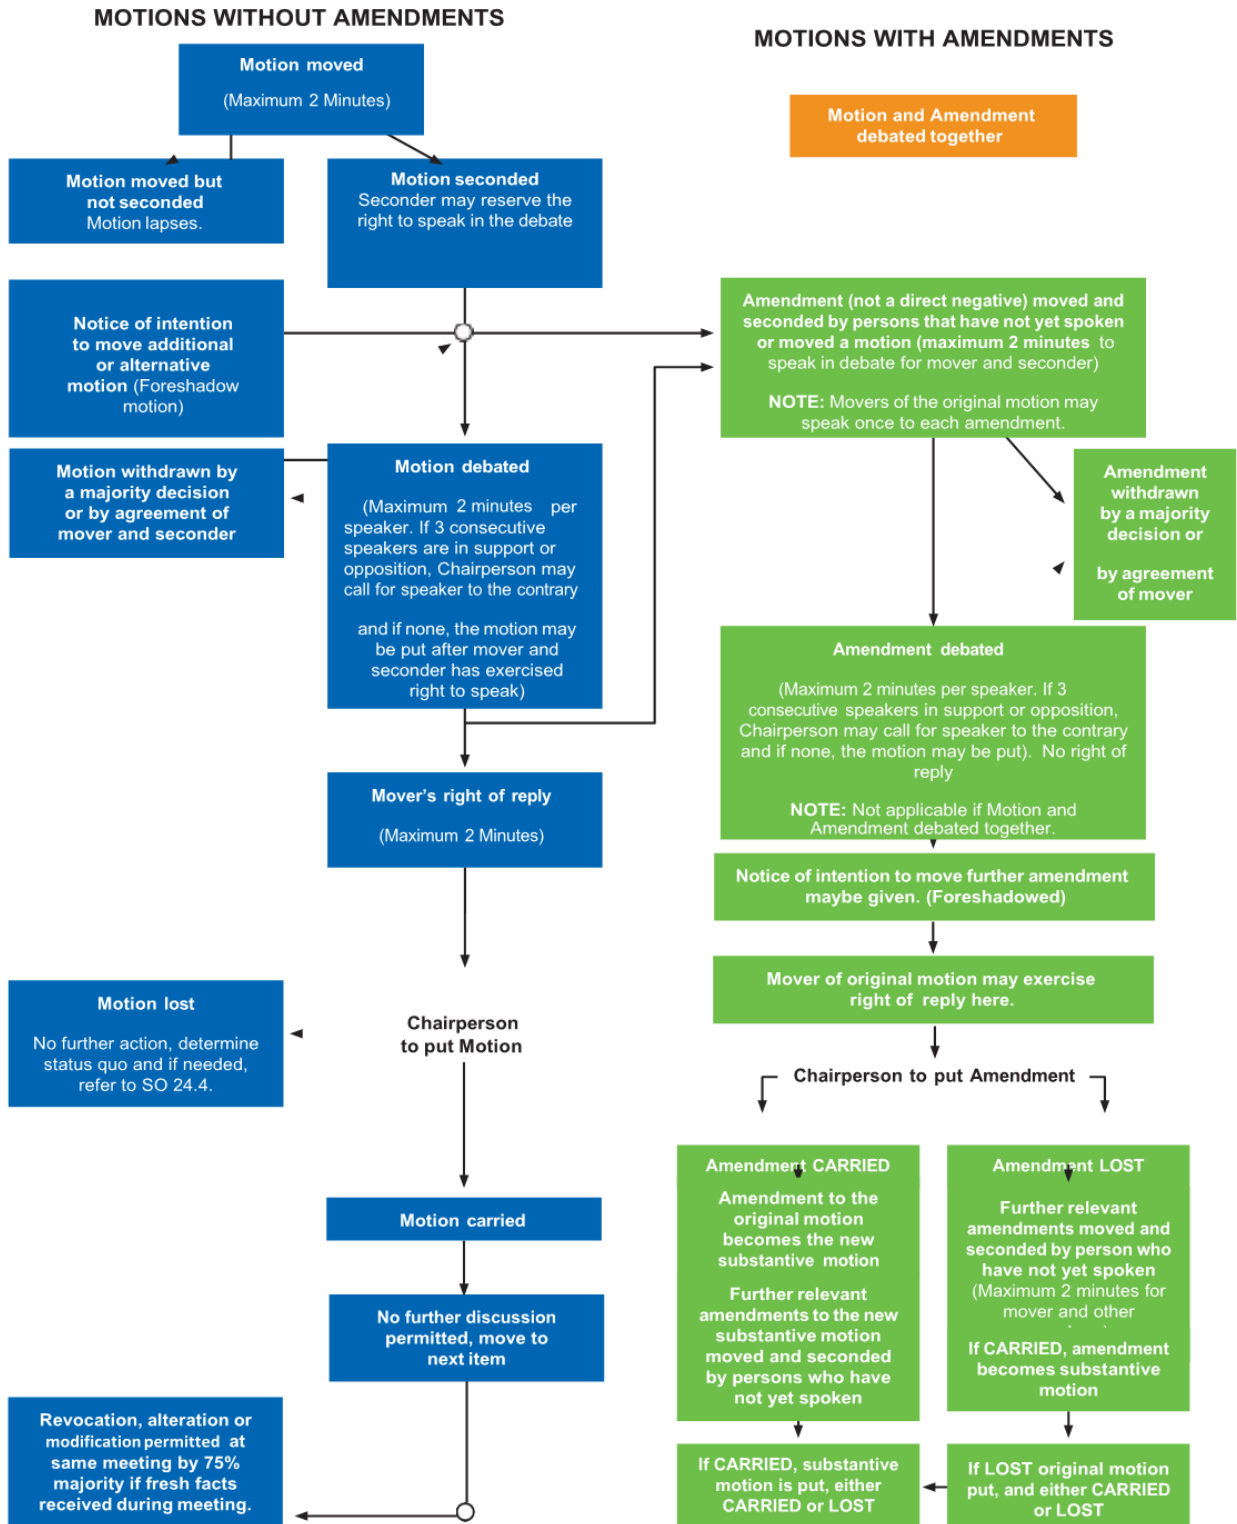 MOTIONS WITHOUT AMENDMENTS
Motion moved
(Maximum 2 Minutes)
Motion moved but
not seconded
Motion lapses.
Motion seconded
Seconder may reserve the
right to speak in the debate
Notice of intention
to move additional
or alternative
motion (Foreshadow
motion)
Motion withdrawn by
a majority decision
or by agreement of
mover and seconder
Motion debated
(Maximum 2 minutes per
speaker. If 3 consecutive
speakers are in support or
opposition, Chairperson may
call for speaker to the contrary
and if none, the motion may
be put after mover and
seconder has exercised
right to speak)
Mover's right of reply
(Maximum 2 Minutes)
Motion lost
No further action, determine
status quo and if needed,
refer to SO 24.4.
Chairperson
to put Motion
Motion carried
No further discussion
permitted, move to
next item
Revocation, alteration or
modification permitted at
same meeting by 75%
majority if fresh facts
received during meeting.
MOTIONS WITH AMENDMENTS
Motion and Amendment
debated together
Amendment (not a direct negative) moved and
seconded by persons that have not yet spoken
or moved a motion (maximum 2 minutes to
speak in debate for mover and seconder)
NOTE: Movers of the original motion may
speak once to each amendment.
Amendment
withdrawn
by a majority
decision or
by agreement
of mover
Amendment debated
(Maximum 2 minutes per speaker. If 3
consecutive speakers in support or opposition,
Chairperson may call for speaker to the contrary
and if none, the motion may be put). No right of
reply
NOTE: Not applicable if Motion and
Amendment debated together.
Notice of intention to move further amendment
maybe given. (Foreshadowed)
Mover of original motion may exercise
right of reply here.
Chairperson to put Amendment
Amendment CARRIED
Amendment to the
original motion
becomes the new
substantive motion
Further relevant
amendments to the new
substantive motion
moved and seconded
by persons who have
not yet spoken
If CARRIED, substantive
motion is put, either
CARRIED or LOST
Amendment LOST
Further relevant
amendments moved and
seconded by person who
have not yet spoken
(Maximum 2 minutes for
mover and other
If CARRIED, amendment
becomes substantive
motion
If LOST original motion
put, and either CARRIED
or LOST